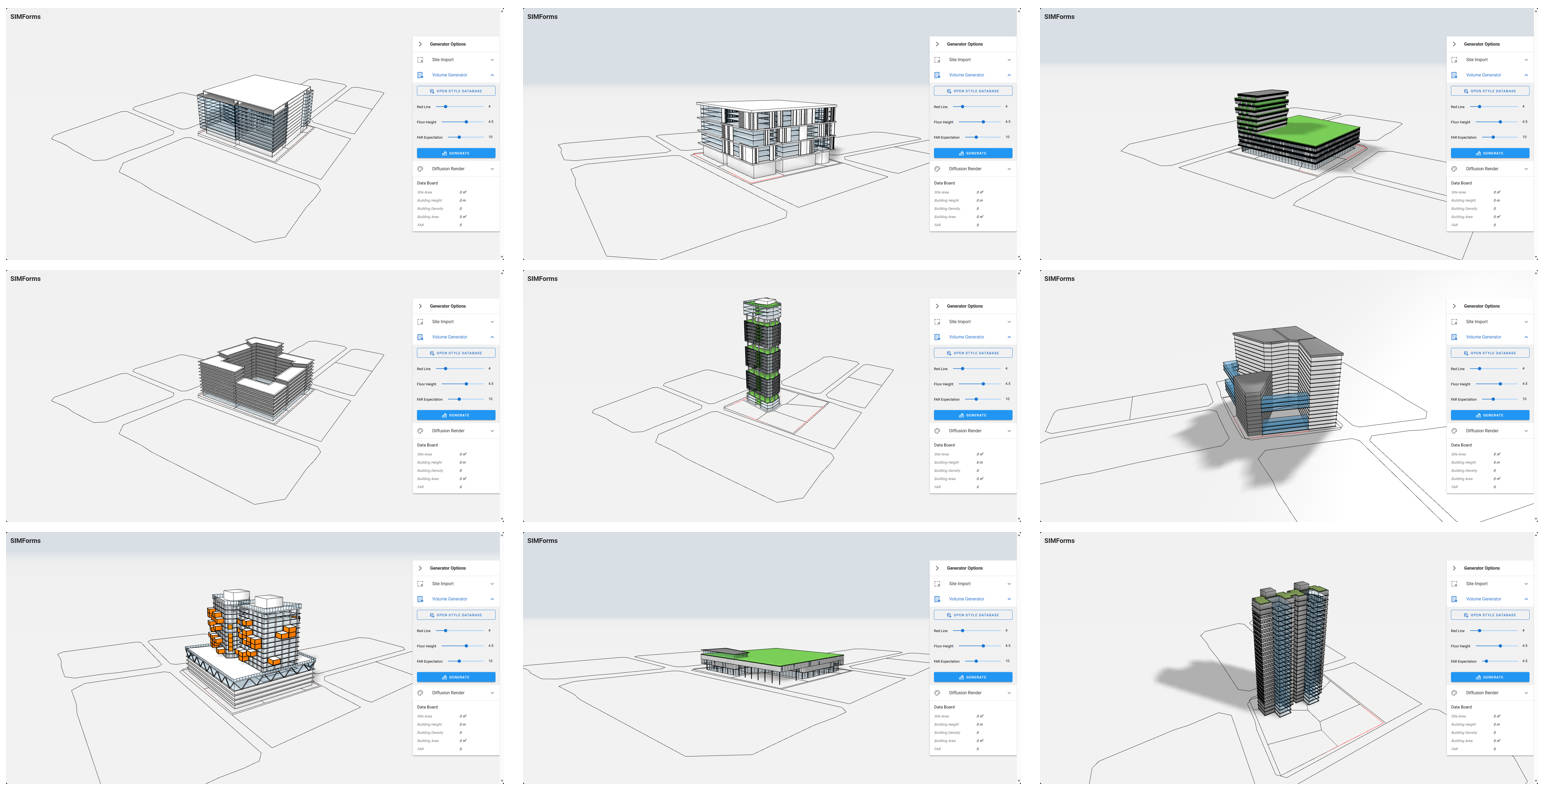 SIMForms
Generator Options
Site Import
Volume Generator
OPEN STYLE DATABASE
Red Line 4
Floor Height 4.5
FAR Expectation 10
GENERATE
Diffusion Render
Data Board
Site Area 0 ㎡
Building Height 0 m
Building Density 0
Building Area 0 ㎡
FAR 0
SIMForms
Generator Options
Site Import
Volume Generator
OPEN STYLE DATABASE
Red Line 4
Floor Height 4.5
FAR Expectation 10
GENERATE
Diffusion Render
Data Board
Site Area 0 ㎡
Building Height 0 m
Building Density 0
Building Area 0 ㎡
FAR 0
SIMForms
Generator Options
Site Import
Volume Generator
OPEN STYLE DATABASE
Red Line 4
Floor Height 4.5
FAR Expectation 10
GENERATE
Diffusion Render
Data Board
Site Area 0 ㎡
Building Height 0 m
Building Density 0
Building Area 0 ㎡
FAR 0
SIMForms
Generator Options
Site Import
Volume Generator
OPEN STYLE DATABASE
Red Line 4
Floor Height 4.5
FAR Expectation 10
GENERATE
Diffusion Render
Data Board
Site Area 0 ㎡
Building Height 0 m
Building Density 0
Building Area 0 ㎡
FAR 0
SIMForms
Generator Options
Site Import
Volume Generator
OPEN STYLE DATABASE
Red Line 4
Floor Height 4.5
FAR Expectation 10
GENERATE
Diffusion Render
Data Board
Site Area 0 ㎡
Building Height 0 m
Building Density 0
Building Area 0 ㎡
FAR 0
SIMForms
Generator Options
Site Import
Volume Generator
OPEN STYLE DATABASE
Red Line 4
Floor Height 4.5
FAR Expectation 10
GENERATE
Diffusion Render
Data Board
Site Area 0 ㎡
Building Height 0 m
Building Density 0
Building Area 0 ㎡
FAR 0
SIMForms
Generator Options
Site Import
Volume Generator
OPEN STYLE DATABASE
Red Line 4
Floor Height 4.5
FAR Expectation 10
GENERATE
Diffusion Render
Data Board
Site Area 0 ㎡
Building Height 0 m
Building Density 0
Building Area 0 ㎡
FAR 0
SIMForms
Generator Options
Site Import
Volume Generator
OPEN STYLE DATABASE
Red Line 4
Floor Height 4.5
FAR Expectation 10
GENERATE
Diffusion Render
Data Board
Site Area 0 ㎡
Building Height 0 m
Building Density 0
Building Area 0 ㎡
FAR 0
SIMForms
Generator Options
Site Import
Volume Generator
OPEN STYLE DATABASE
Red Line 4
Floor Height 4.5
FAR Expectation 4.5
GENERATE
Diffusion Render
Data Board
Site Area 0 ㎡
Building Height 0 m
Building Density 0
Building Area 0 ㎡
FAR 0